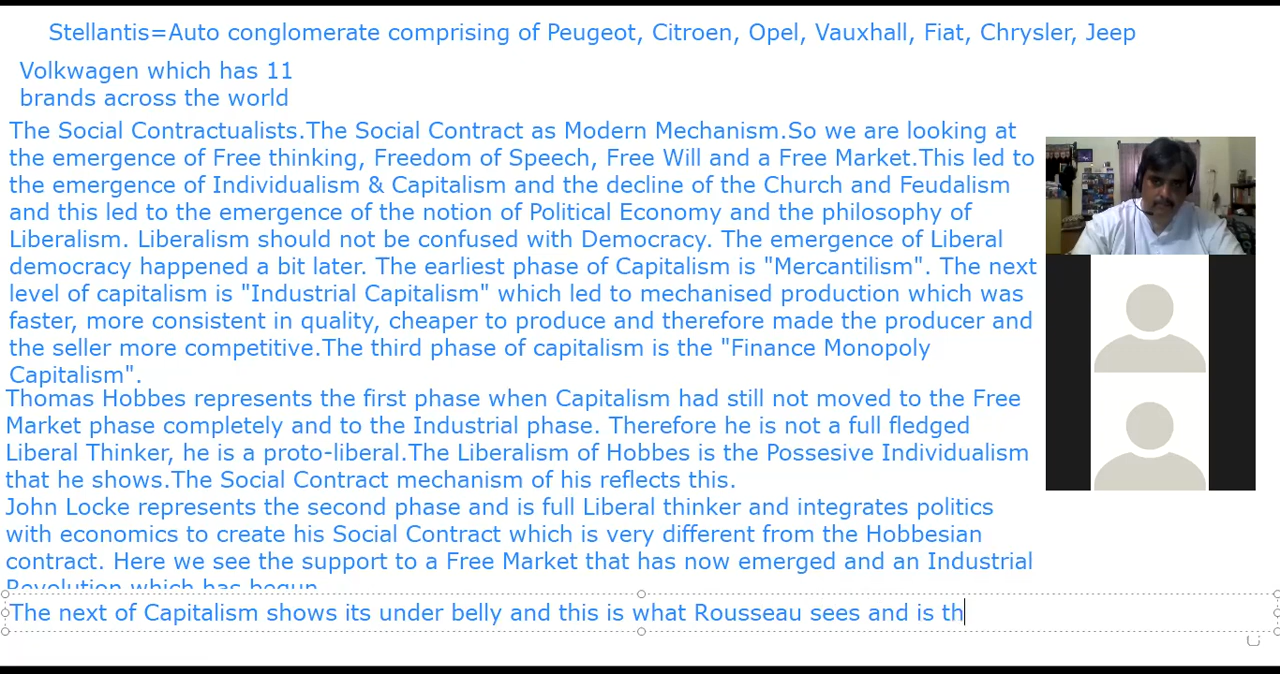 Stellantis=Auto conglomerate comprising of Peugeot, Citroen, Opel, Vauxhall, Fiat, Chrysler, Jeep
Volkwagen which has 11
brands across the world
The Social Contractualists.The Social Contract as Modern Mechanism.So we are looking at
the emergence of Free thinking, Freedom of Speech, Free Will and a Free Market.This led to
the emergence of Individualism & Capitalism and the decline of the Church and Feudalism
and this led to the emergence of the notion of Political Economy and the philosophy of
Liberalism. Liberalism should not be confused with Democracy. The emergence of Liberal
democracy happened a bit later. The earliest phase of Capitalism is "Mercantilism". The next
level of capitalism is "Industrial Capitalism" which led to mechanised production which was
faster, more consistent in quality, cheaper to produce and therefore made the producer and
the seller more competitive.The third phase of capitalism is the "Finance Monopoly
Capitalism".
Thomas Hobbes represents the first phase when Capitalism had still not moved to the Free
Market phase completely and to the Industrial phase. Therefore he is not a full fledged
Liberal Thinker, he is a proto-liberal.The Liberalism of Hobbes is the Possesive Individualism
that he shows.The Social Contract mechanism of his reflects this.
John Locke represents the second phase and is full Liberal thinker and integrates politics
with economics to create his Social Contract which is very different from the Hobbesian
contract. Here we see the support to a Free Market that has now emerged and an Industrial
Revolution which has begun
The next of Capitalism shows its under belly and this is what Rousseau sees and is th